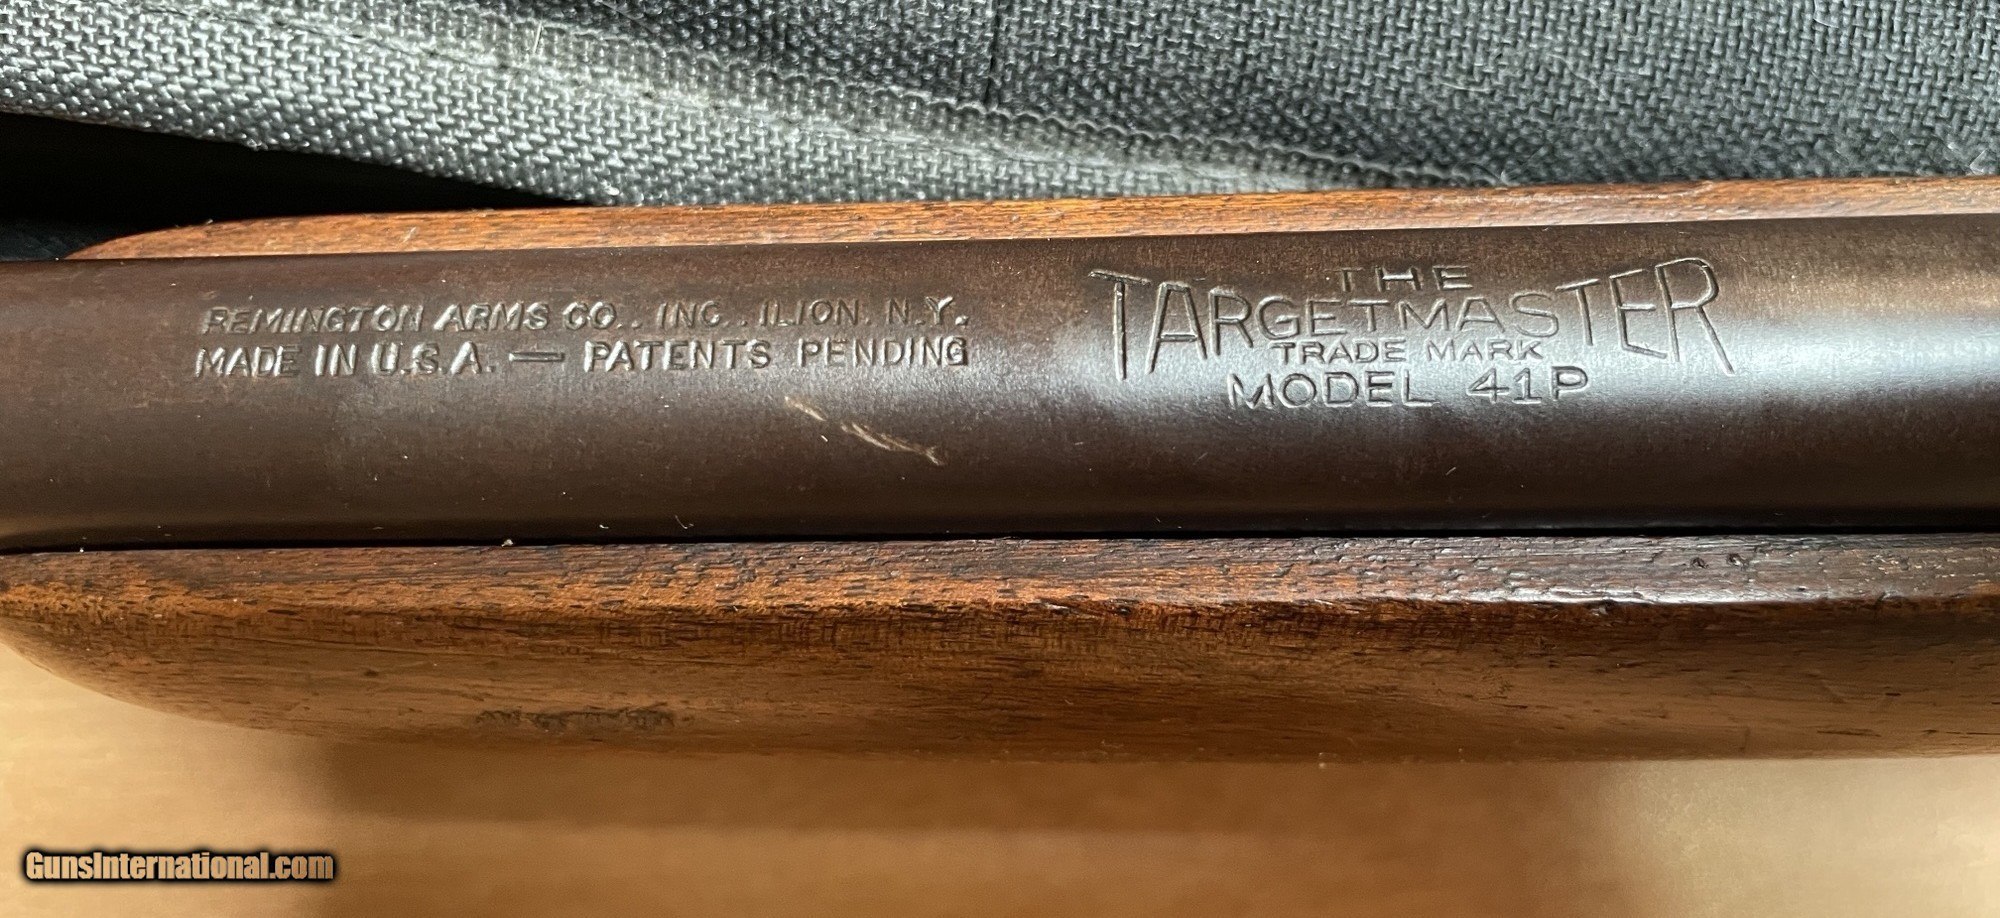 REMINGTON ARMS CO., INC., ILION, N.Y.
MADE IN U.S.A. — PATENTS PENDING
THE
TARGETMASTER
TRADE MARK
MODEL 41P
GunsInternational.com